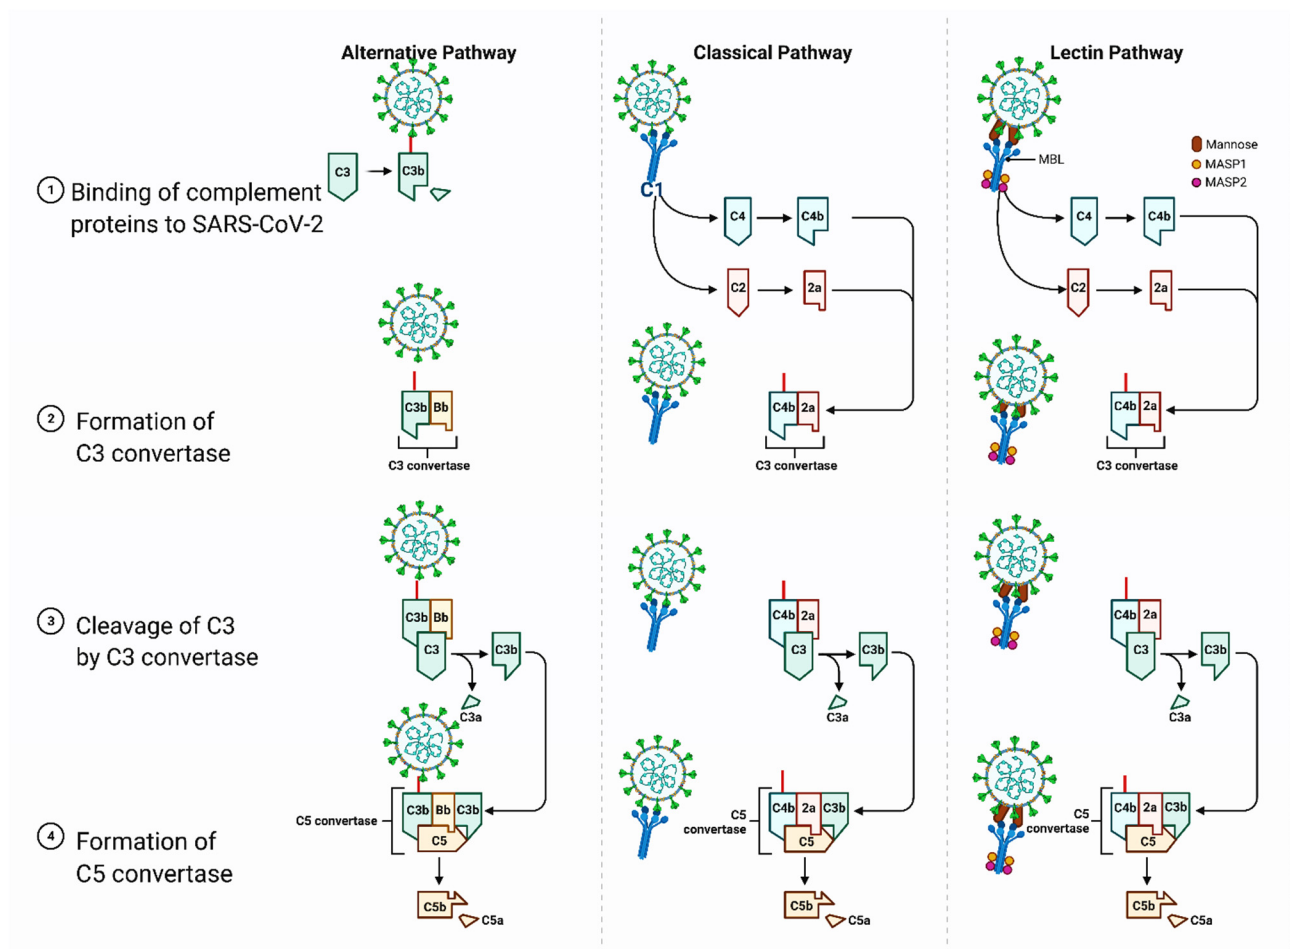 Alternative Pathway
Classical Pathway
Lectin Pathway
Mannose
MASP1
MASP2
MBL
C3
C3b
C1
C4
C4b
C2
2a
C4
C4b
C2
2a
1
Binding of complement
proteins to SARS-CoV-2
2
Formation of
C3 convertase
C3b
Bb
C3 convertase
C4b
2a
C3 convertase
C4b
2a
C3 convertase
3
Cleavage of C3
by C3 convertase
C3b
Bb
C3
C3b
C3a
C4b
2a
C3
C3b
C3a
C4b
2a
C3
C3b
C3a
4
Formation of
C5 convertase
C5 convertase
C3b
Bb
C3b
C5
C5b
C5a
C5
convertase
C4b
2a
C3b
C5
C5b
C5a
C5
convertase
C4b
2a
C3b
C5
C5b
C5a